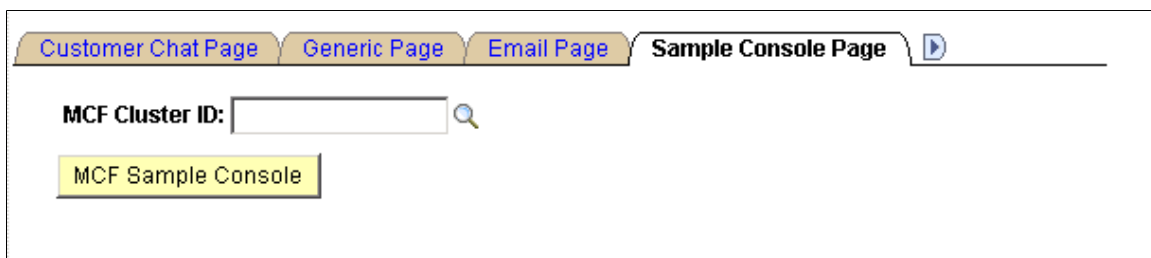 Customer Chat Page Generic Page Email Page Sample Console Page
MCF Cluster ID:
MCF Sample Console